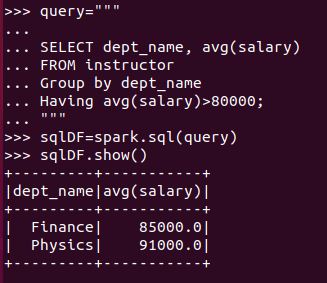 >>> query="""
...
... SELECT dept_name, avg(salary)
... FROM instructor
... Group by dept_name
... Having avg(salary)>80000;
... """
>>> sqlDF=spark.sql(query)
>>> sqlDF.show()
+---------+-----------+
|dept_name|avg(salary)|
+---------+-----------+
|  Finance|    85000.0|
|  Physics|    91000.0|
+---------+-----------+